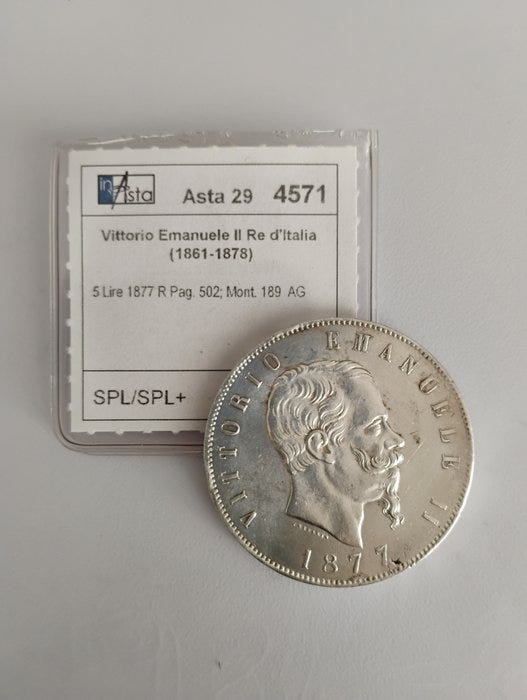 inAsta
Asta 29 4571
Vittorio Emanuele II Re d'Italia
(1861-1878)
5 Lire 1877 R Pag. 502; Mont. 189 AG
SPL/SPL+
VITTORIO EMANUELE II
1877